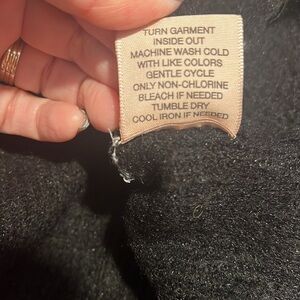 TURN GARMENT
INSIDE OUT
MACHINE WASH COLD
WITH LIKE COLORS
GENTLE CYCLE
ONLY NON-CHLORINE
BLEACH IF NEEDED
TUMBLE DRY
COOL IRON IF NEEDED